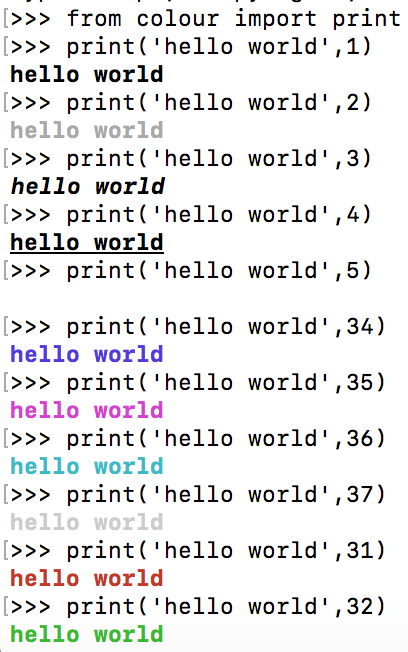 [>>> from colour import print
[>>> print('hello world',1)
hello world
[>>> print('hello world',2)
hello world
[>>> print('hello world',3)
hello world
[>>> print('hello world',4)
hello world
[>>> print('hello world',5)
[>>> print('hello world',34)
hello world
[>>> print('hello world',35)
hello world
[>>> print('hello world',36)
hello world
[>>> print('hello world',37)
hello world
[>>> print('hello world',31)
hello world
[>>> print('hello world',32)
hello world